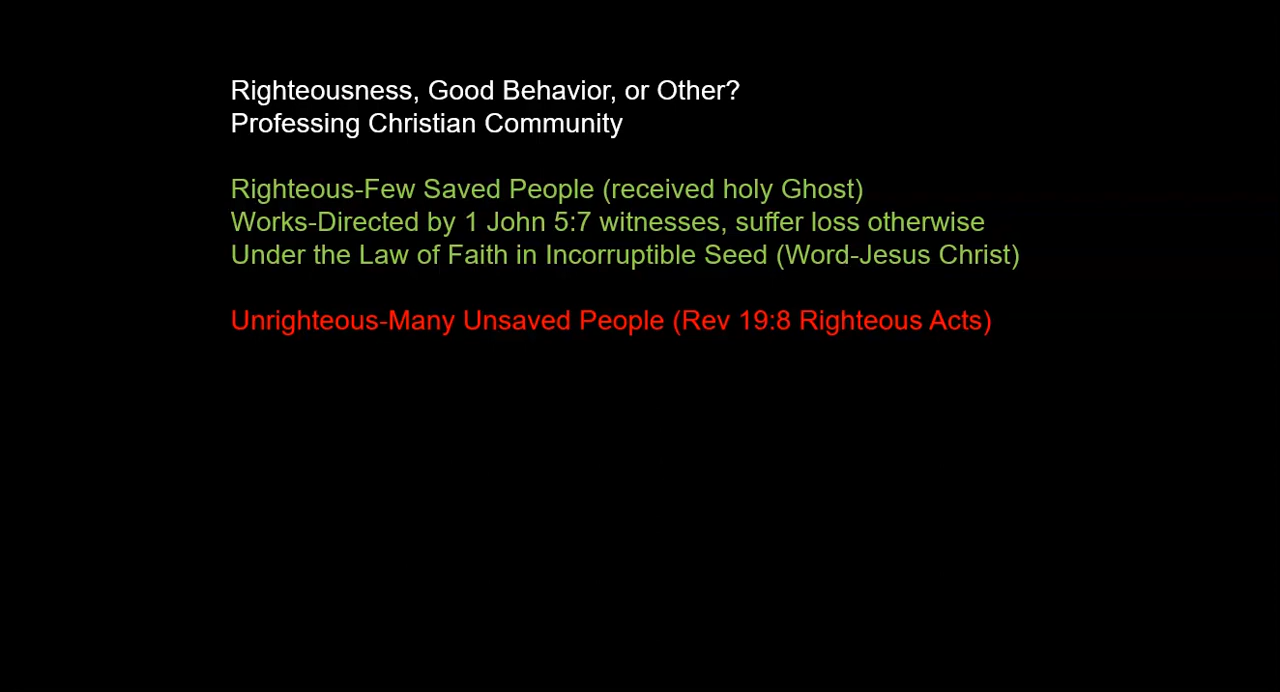 Righteousness, Good Behavior, or Other?
Professing Christian Community
Righteous-Few Saved People (received holy Ghost)
Works-Directed by 1 John 5:7 witnesses, suffer loss otherwise
Under the Law of Faith in Incorruptible Seed (Word-Jesus Christ)
Unrighteous-Many Unsaved People (Rev 19:8 Righteous Acts)